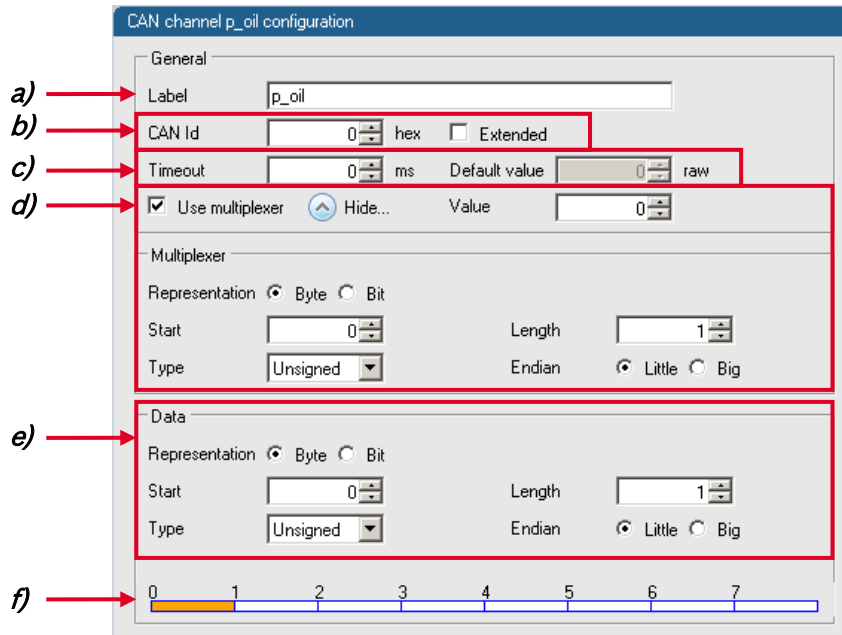 CAN channel p_oil configuration
General
a) Label p_oil
b) CAN Id 0 hex Extended
c) Timeout 0 ms Default value 0 raw
d) Use multiplexer Hide... Value 0
Multiplexer
Representation Byte Bit
Start 0 Length 1
Type Unsigned Endian Little Big
Data
e) Representation Byte Bit
Start 0 Length 1
Type Unsigned Endian Little Big
0 1 2 3 4 5 6 7
f)